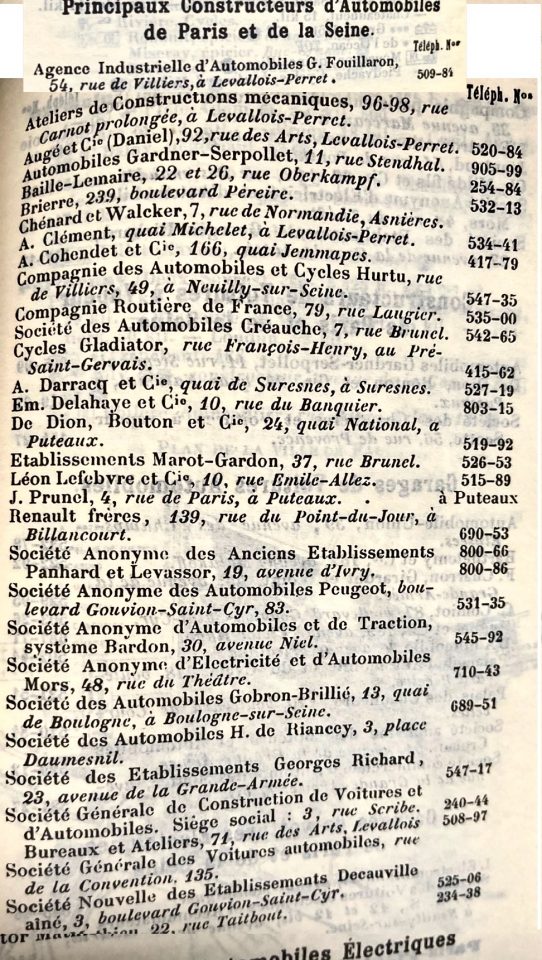 Principaux Constructeurs d'Automobiles
de Paris et de la Seine.
Téléph. Nos
Agence Industrielle d'Automobiles G. Fouillaron,
54, rue de Villiers, à Levallois-Perret. 509-84
Téléph. Nos
Ateliers de Constructions mécaniques, 96-98, rue
Carnot prolongée, à Levallois-Perret.
Augé et Cie (Daniel), 92, rue des Arts, Levallois-Perret. 520-84
Automobiles Gardner-Serpollet, 11, rue Stendhal. 905-99
Baille-Lemaire, 22 et 26, rue Oberkampf. 254-84
Brierre, 239, boulevard Péreire. 532-13
Chénard et Walcker, 7, rue de Normandie, Asnières.
A. Clément, quai Michelet, à Levallois-Perret. 534-41
A. Cohendet et Cie, 166, quai Jemmapes. 417-79
Compagnie des Automobiles et Cycles Hurtu, rue
de Villiers, 49, à Neuilly-sur-Seine. 547-35
Compagnie Routière de France, 79, rue Laugier. 535-00
Société des Automobiles Créauche, 7, rue Brunel. 542-65
Cycles Gladiator, rue François-Henry, au Pré-
Saint-Gervais. 415-62
A. Darracq et Cie, quai de Suresnes, à Suresnes. 527-19
Em. Delahaye et Cie, 10, rue du Banquier. 803-15
De Dion, Bouton et Cie, 24, quai National, a
Puteaux. 519-92
Etablissements Marot-Gardon, 37, rue Brunel. 526-53
Léon Lefebvre et Cie, 10, rue Emile-Allez. 515-89
J. Prunel, 4, rue de Paris, à Puteaux. . à Puteaux
Renault frères, 139, rue du Point-du-Jour, à
Billancourt. 690-53
Société Anonyme des Anciens Etablissements 800-66
Panhard et Levassor, 19, avenue d'Ivry. 800-86
Société Anonyme des Automobiles Peugeot, bou-
levard Gouvion-Saint-Cyr, 83. 531-35
Société Anonyme d'Automobiles et de Traction,
système Bardon, 30, avenue Niel. 545-92
Société Anonyme d'Electricité et d'Automobiles
Mors, 48, rue du Théâtre. 710-43
Société des Automobiles Gobron-Brillié, 13, quai
de Boulogne, à Boulogne-sur-Seine. 689-51
Société des Automobiles H. de Riancey, 3, place
Daumesnil.
Société des Etablissements Georges Richard,
23, avenue de la Grande-Armée. 547-17
Société Générale de Construction de Voitures et
d'Automobiles. Siège social : 3, rue Scribe. 240-44
Bureaux et Ateliers, 71, rue des Arts, Levallois 508-97
Société Générale des Voitures automobiles, rue
de la Convention. 135.
Société Nouvelle des Etablissements Decauville
aîné, 3, boulevard Gouvion-Saint-Cyr. 525-06
22, rue Taitbout. 234-38
Automobiles Électriques